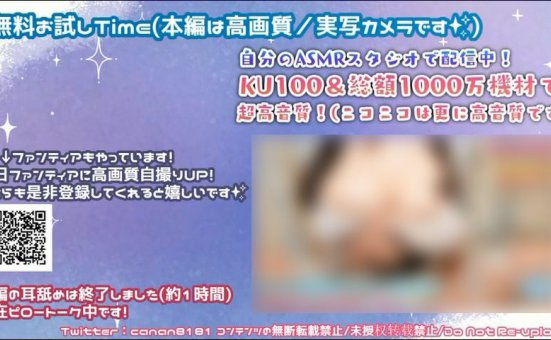 無料お試しTime(本編は高画質/実写カメラです✨)
自分のASMRスタジオで配信中!
KU100&総額1000万機材で
超高音質!(ニコニコは更に高音質です
↓ファンティアもやっています!
日ファンティアに高画質自撮りUP!
らも是非登録してくれると嬉しいです✨
編の耳舐めは終了しました(約1時間)
在ピロートーク中です!
Twitter:canan8181 コンテンツの無断転載禁止/未授权转载禁止/Do Not Re-uplo